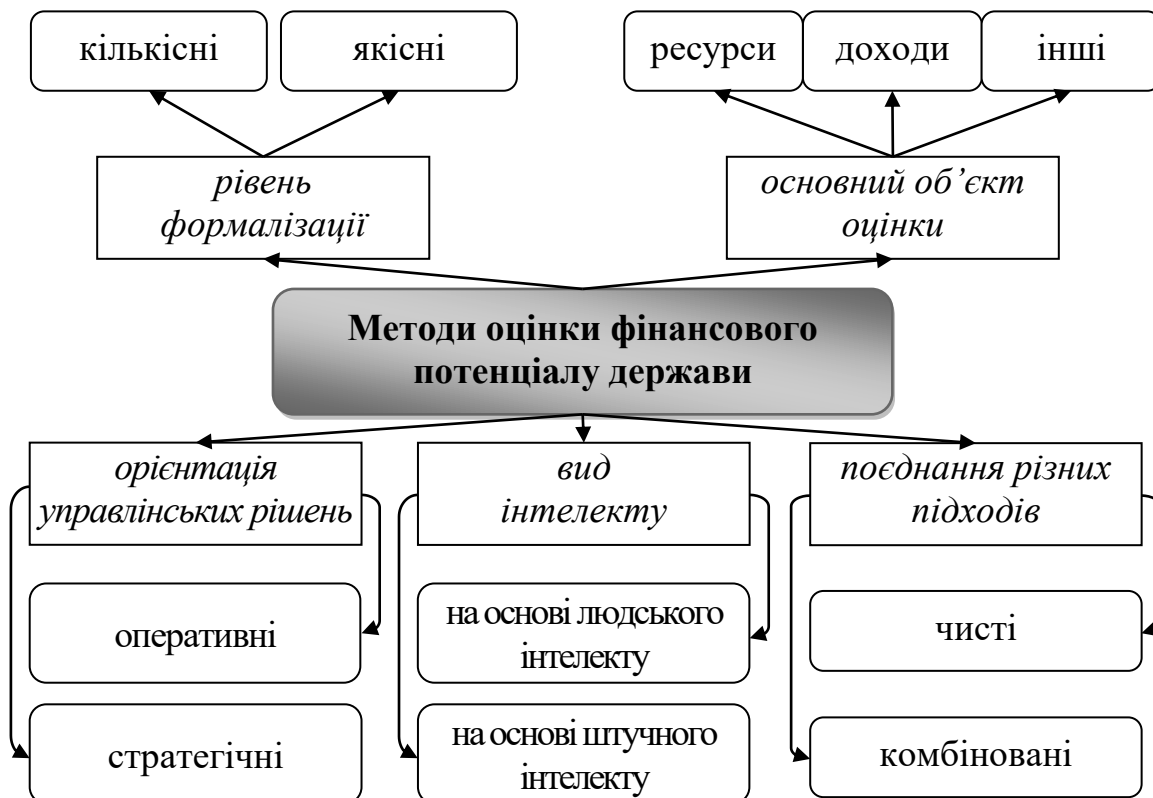 кількісні
якісні
ресурси
доходи
інші
рівень
формалізації
основний об’єкт
оцінки
Методи оцінки фінансового
потенціалу держави
орієнтація
управлінських рішень
вид
інтелекту
поєднання різних
підходів
оперативні
на основі людського
інтелекту
чисті
стратегічні
на основі штучного
інтелекту
комбіновані